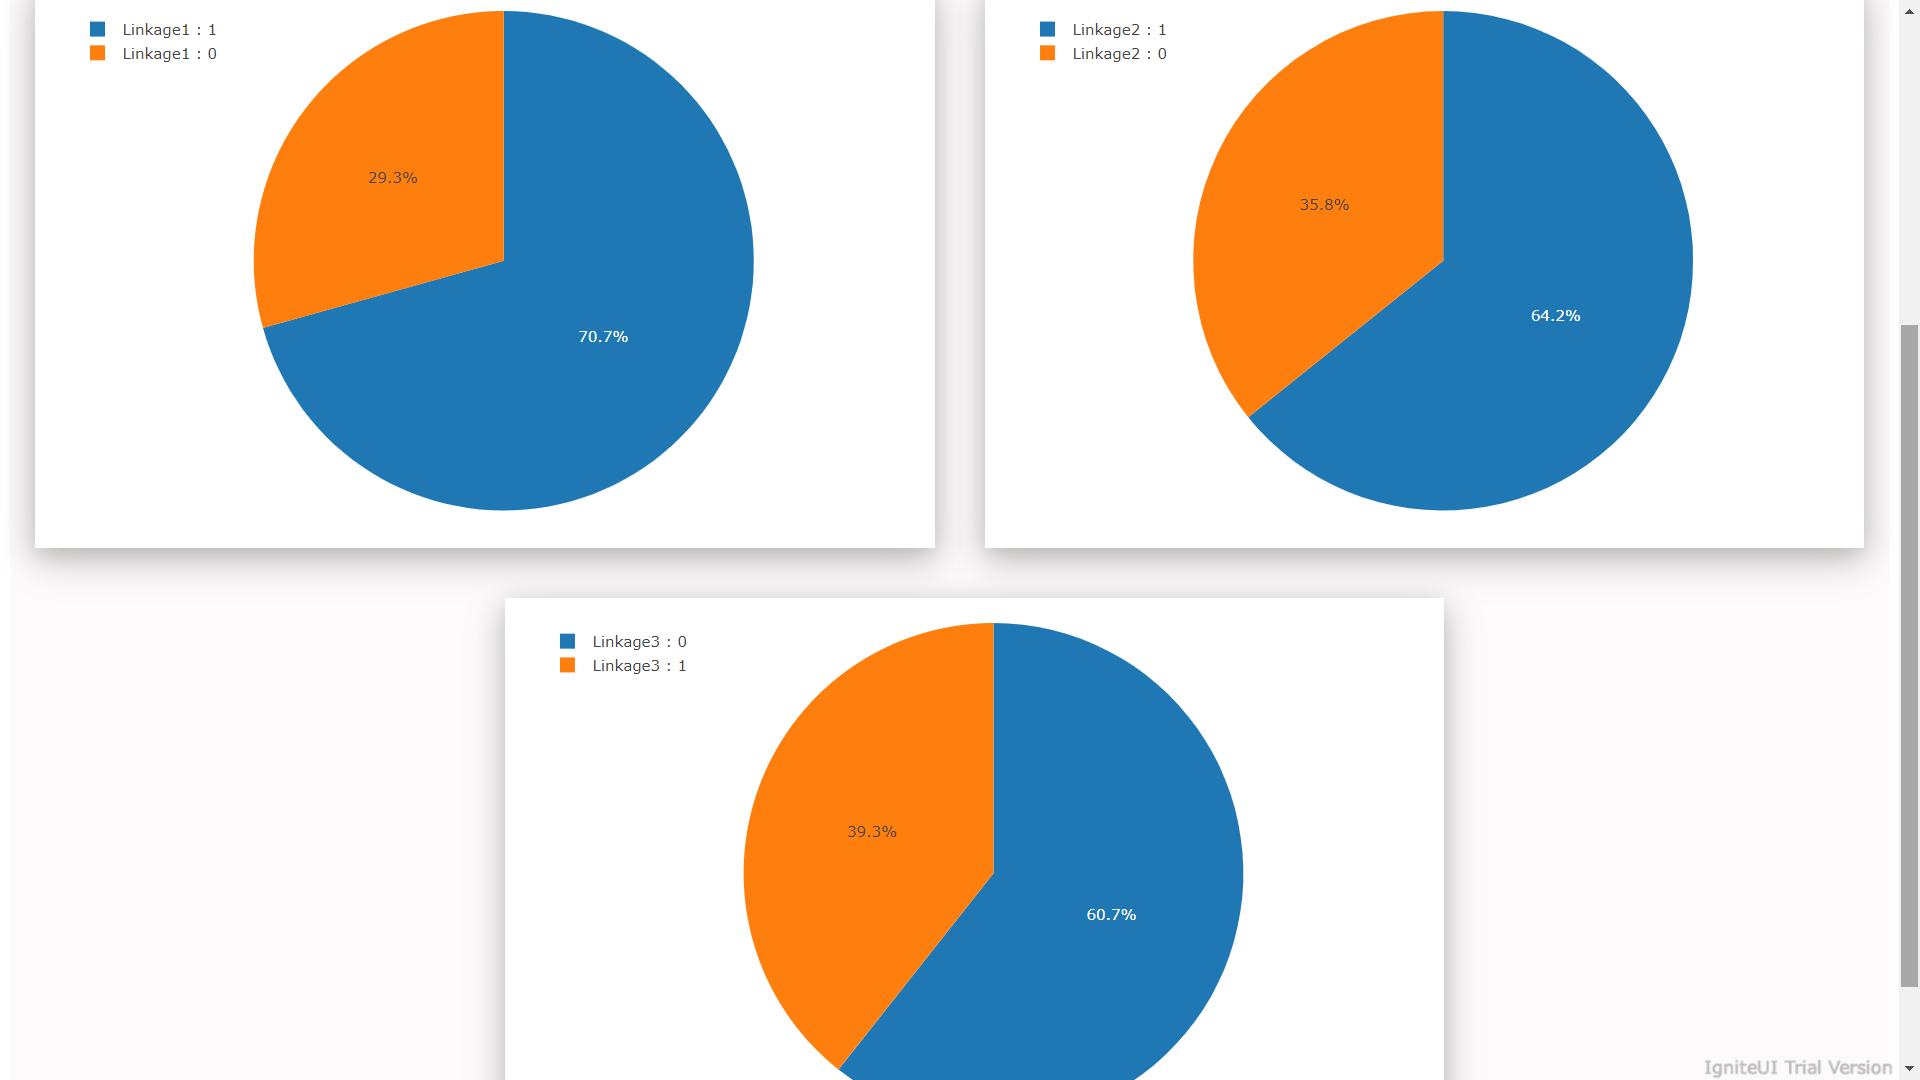 Linkage1 : 1
Linkage1 : 0
29.3%
70.7%
Linkage2 : 1
Linkage2 : 0
35.8%
64.2%
Linkage3 : 0
Linkage3 : 1
39.3%
60.7%
IgniteUI Trial Version